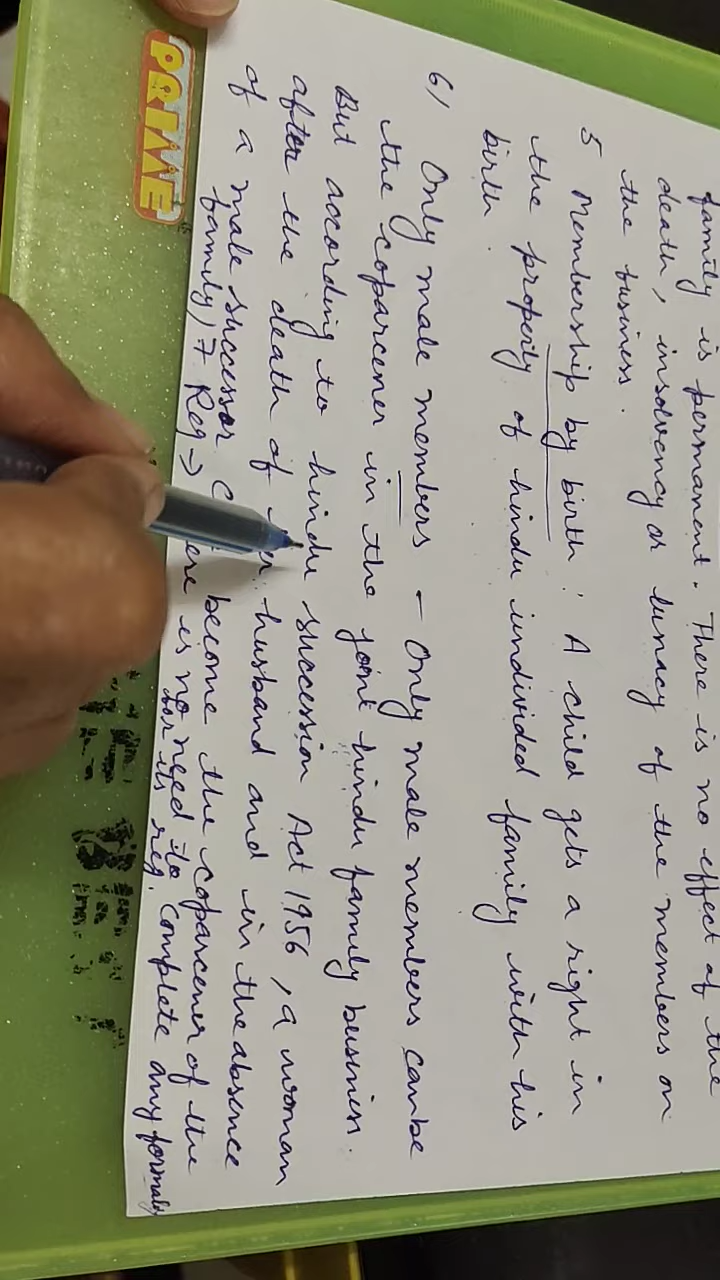 family is permanent. There is no effect of the
death, insolvency or lunacy of the members on
the business.
5 Membership by birth : A child gets a right in
the property of hindu undivided family with his
birth.
6) Only male members - Only male members can be
the coparcener in the joint hindu family business.
But according to hindu succession Act 1956, a woman
after the death of husband and in the absence
of a male successor become the coparcener of the
family) 7 Reg → is no need to complete any formality
for its reg.
PRIME